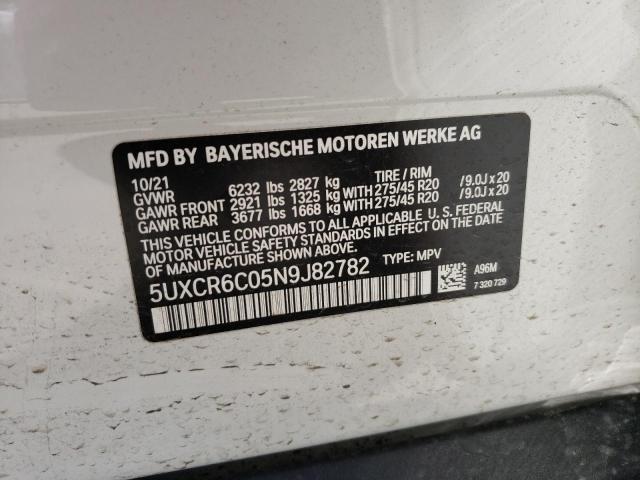 MFD BY BAYERISCHE MOTOREN WERKE AG
10/21 TIRE / RIM
GVWR 6232 lbs 2827 kg
GAWR FRONT 2921 lbs 1325 kg WITH 275/45 R20 /9.0J x 20
GAWR REAR 3677 lbs 1668 kg WITH 275/45 R20 /9.0J x 20
THIS VEHICLE CONFORMS TO ALL APPLICABLE U.S. FEDERAL
MOTOR VEHICLE SAFETY STANDARDS IN EFFECT ON THE
DATE OF MANUFACTURE SHOWN ABOVE.
5UXCR6C05N9J82782 TYPE: MPV
A96M
7 320 729